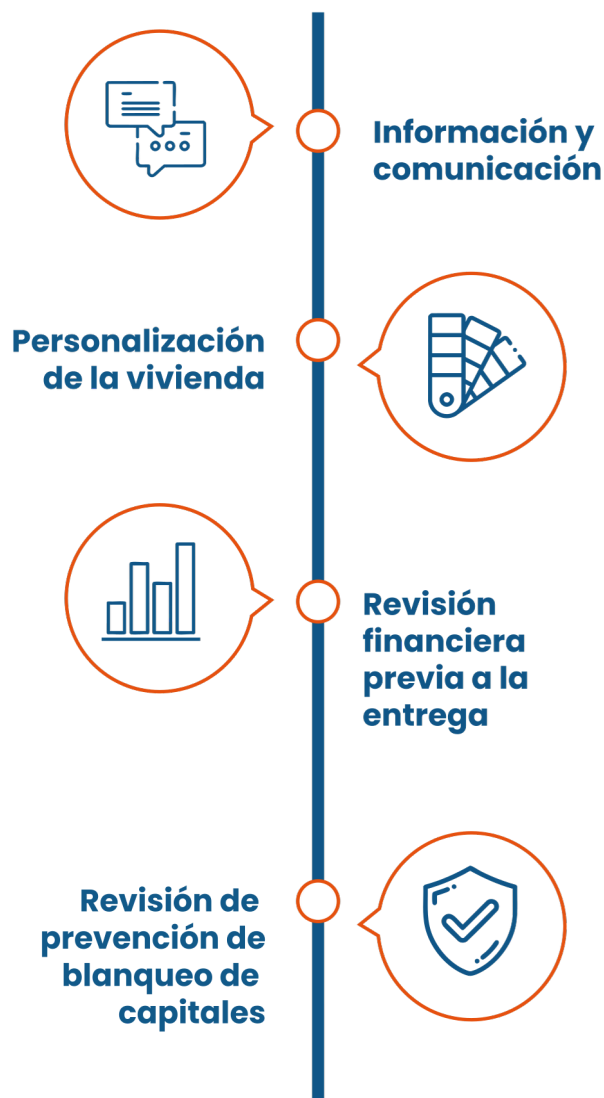 Información y
comunicación
Personalización
de la vivienda
Revisión
financiera
previa a la
entrega
Revisión de
prevención de
blanqueo de
capitales